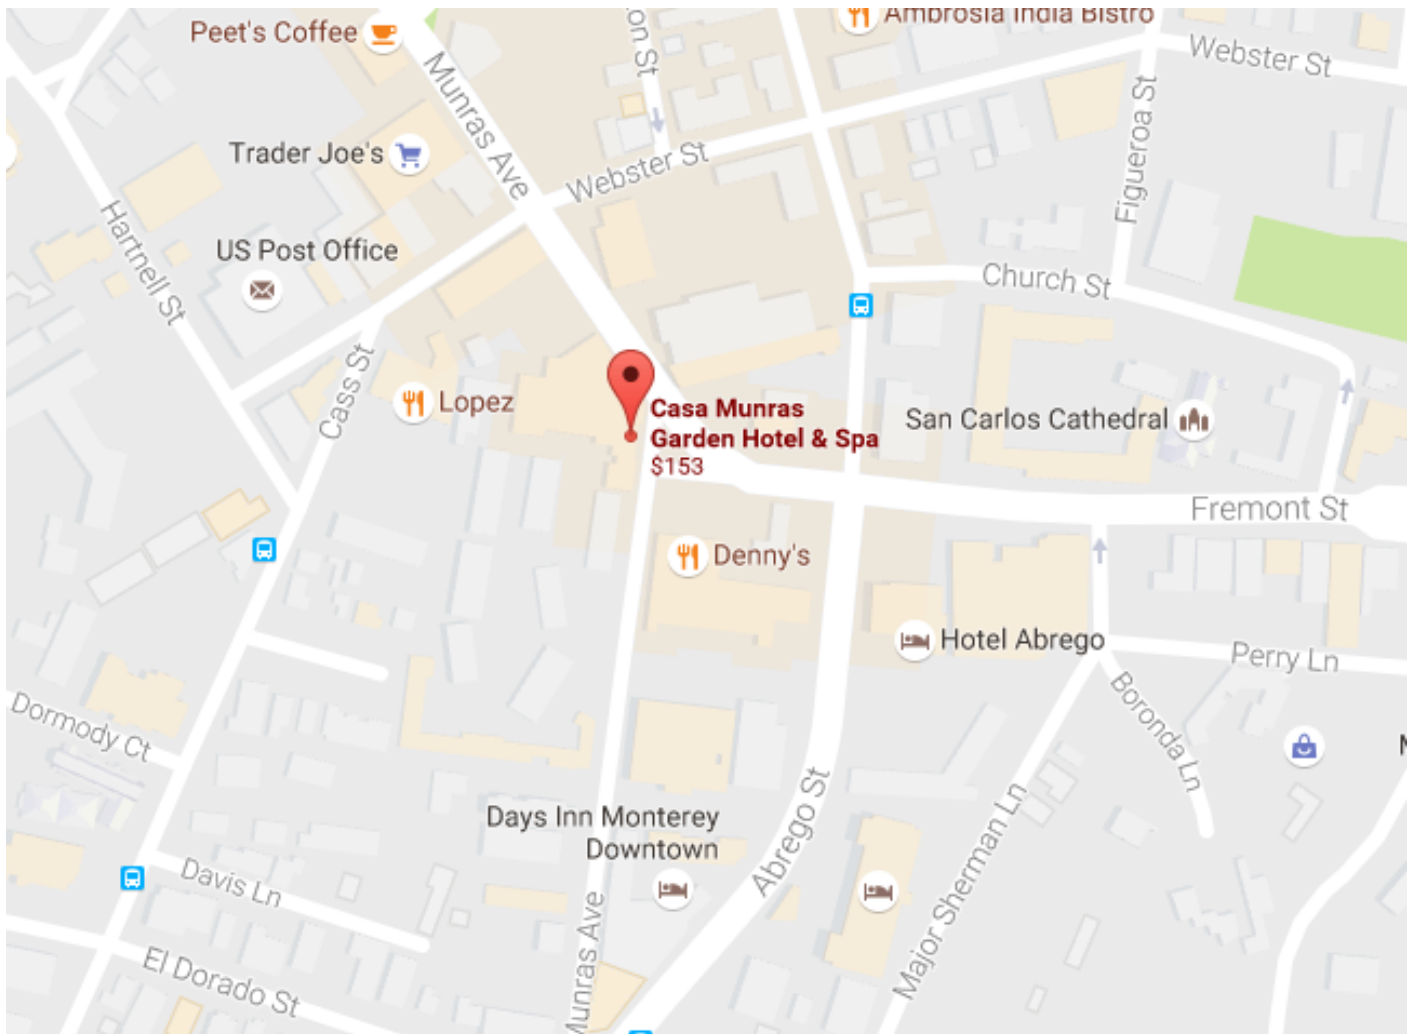 Peet's Coffee
on St
Ambrosia India Bistro
Webster St
Munras Ave
Trader Joe's
Webster St
Figueroa St
Hartnell St
US Post Office
Church St
Cass St
Lopez
Casa Munras
Garden Hotel & Spa
$153
San Carlos Cathedral
Fremont St
Denny's
Hotel Abrego
Perry Ln
Boronda Ln
Dormody Ct
Days Inn Monterey
Downtown
Abrego St
Major Sherman Ln
Davis Ln
Munras Ave
El Dorado St